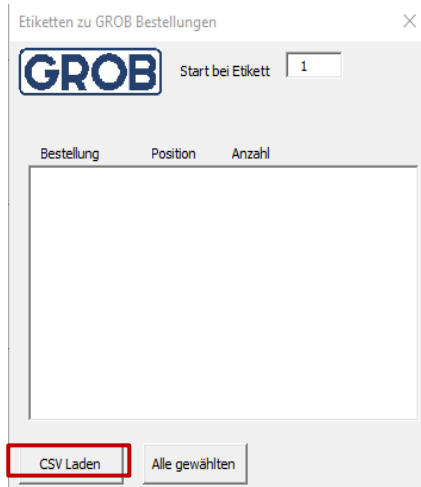 Etiketten zu GROB Bestellungen
GROB Start bei Etikett 1
Bestellung Position Anzahl
CSV Laden Alle gewählten